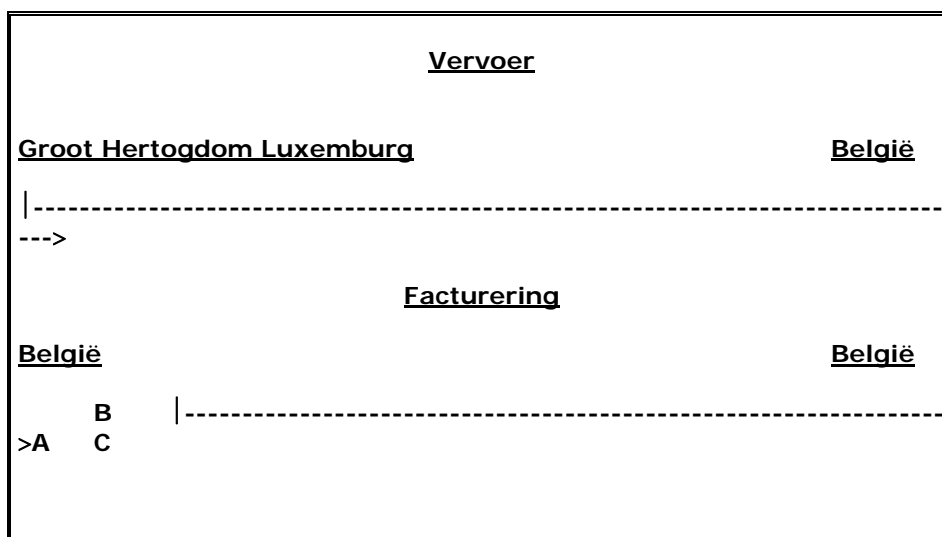 Vervoer
Groot Hertogdom Luxemburg België
|-------------------------------------------------------------------------------
--->
Facturering
België België
B |------------------------------------------------------------------
>A C